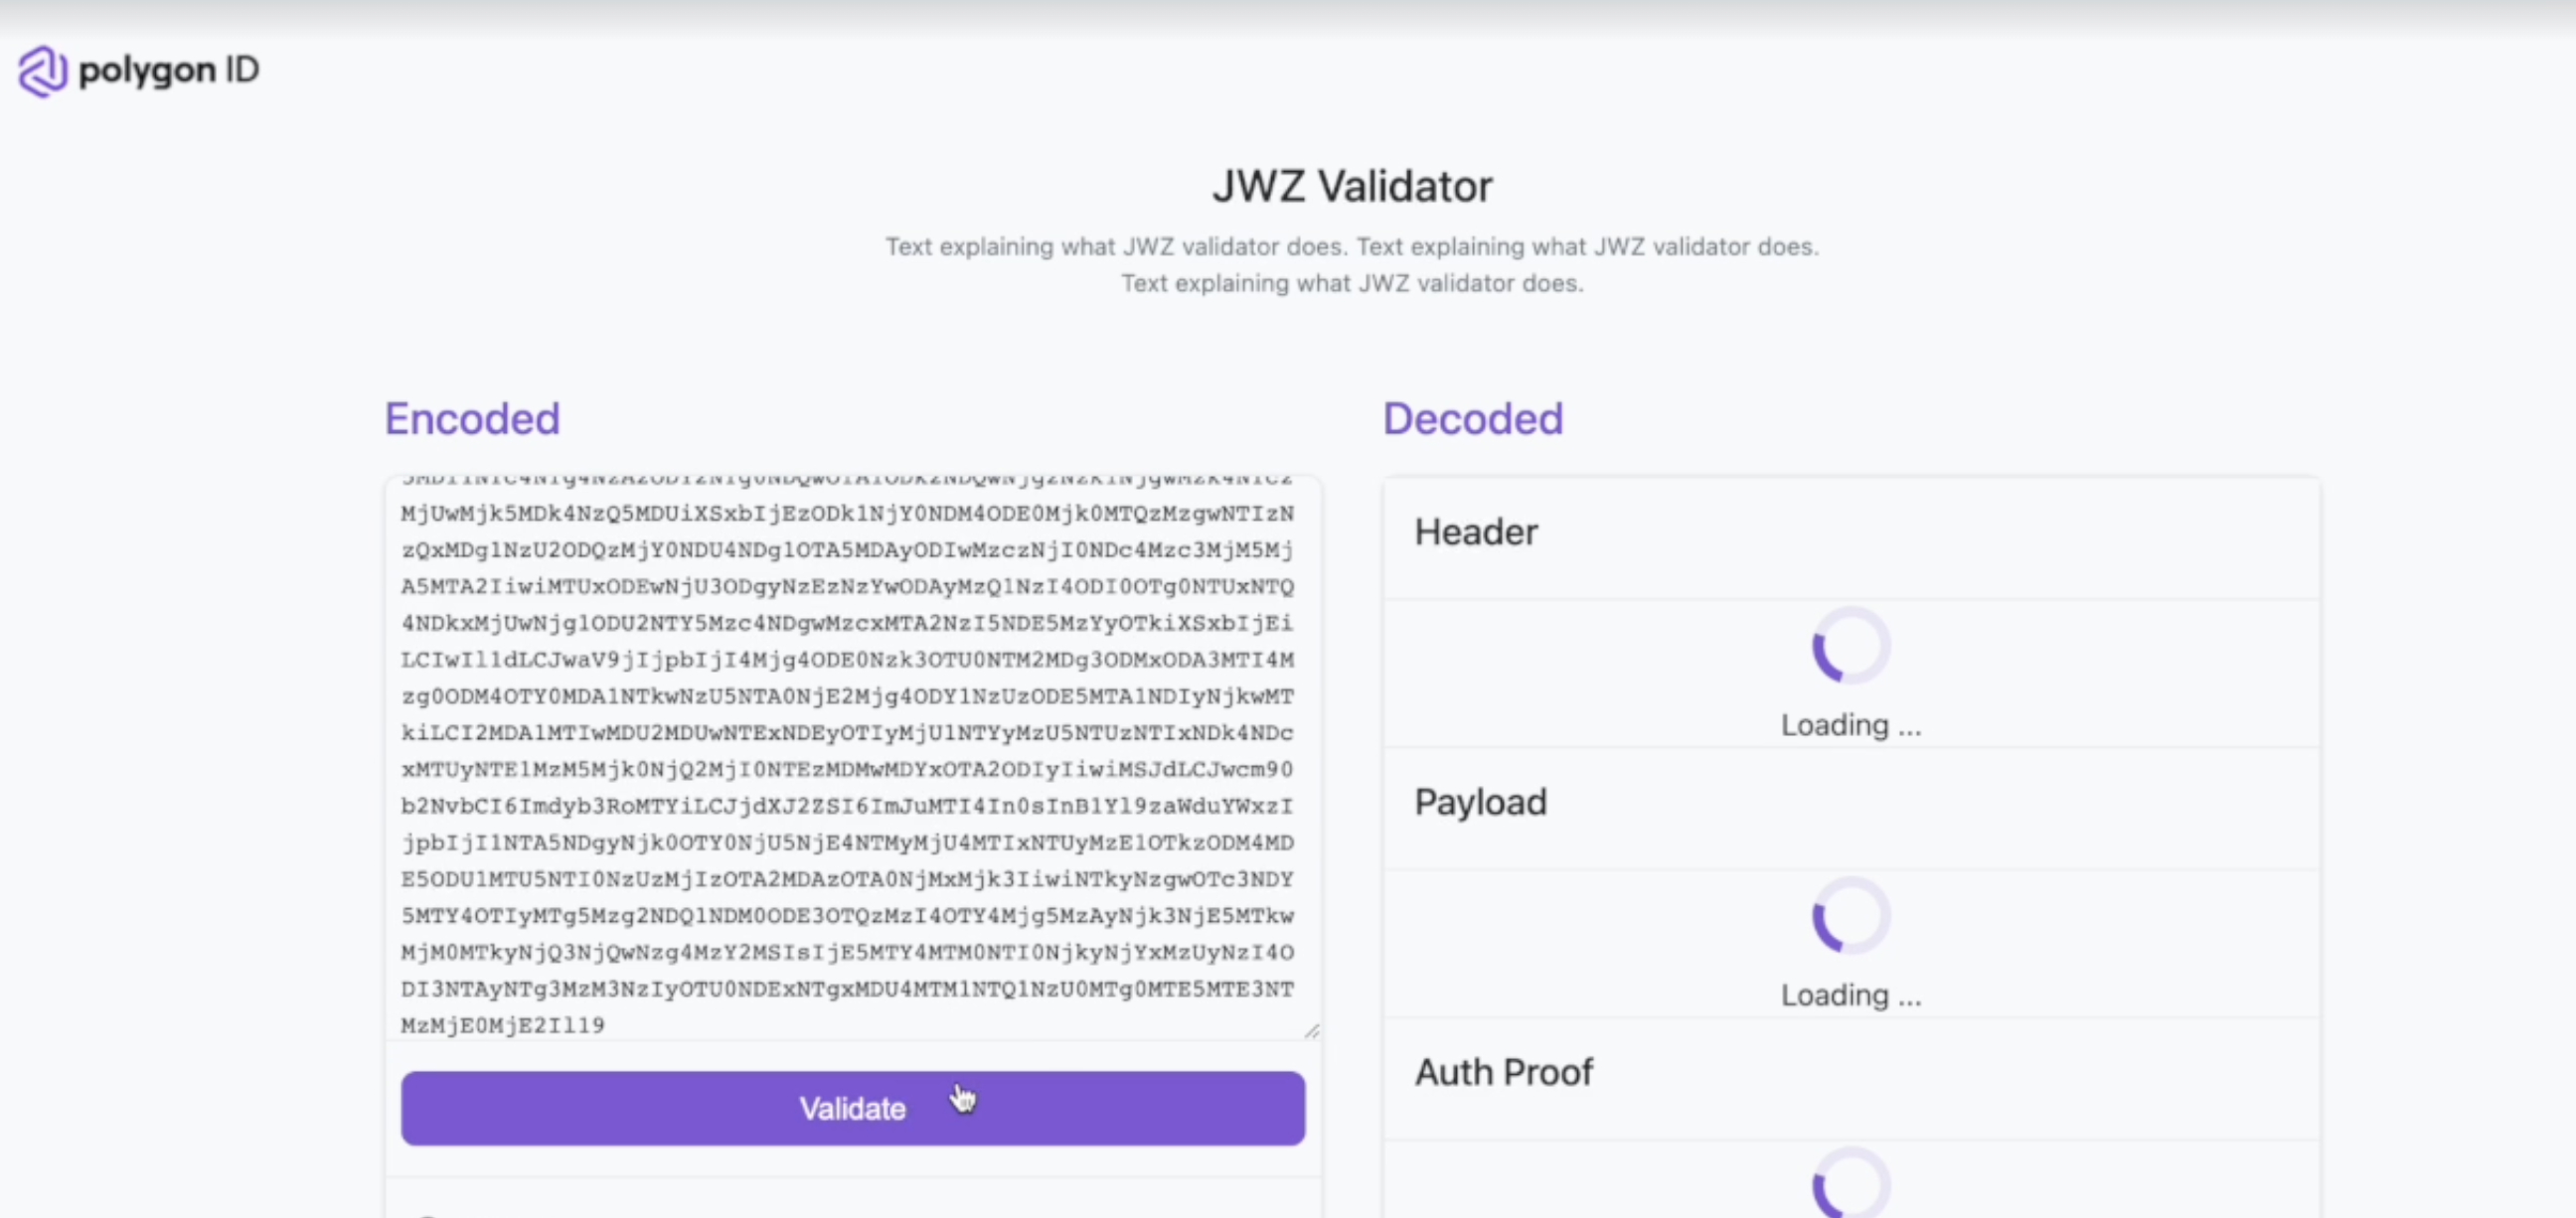 polygon ID
JWZ Validator
Text explaining what JWZ validator does. Text explaining what JWZ validator does.
Text explaining what JWZ validator does.
Encoded
MjUwMjk5MDk4NzQ5MDUiXSxbIjEzODk1NjY0NDM4ODE0Mjk0MTQzMzgwNTIzN
zQxMDg1NzU2ODQzMjY0NDU4NDg1OTA5MDAyODIwMzczNjI0NDc4Mzc3MjM5Mj
A5MTA2IiwiMTUxODEwNjU3ODgyNzEzNzYwODAyMzQ1NzI4ODI0OTg0NTUxNTQ
4NDkxMjUwNjg1ODU2NTY5Mzc4NDgwMzcxMTA2NzI5NDE5MzYyOTkiXSxbIjEi
LCIwIl1dLCJwaV9jIjpbIjI4Mjg4ODE0Nzk3OTU0NTM2MDg3ODMxODA3MTI4M
zg0ODM4OTY0MDA1NTkwNzU5NTA0NjE2Mjg4ODY1NzUzODE5MTA1NDIyNjkwMT
kiLCI2MDA1MTIwMDU2MDUwNTExNDEyOTIyMjU1NTYyMzU5NTUzNTIxNDk4NDc
xMTUyNTE1MzM5Mjk0NjQ2MjI0NTEzMDMwMDYxOTA2ODIyIiwiMSJdLCJwcm90
b2NvbCI6Imdyb3RoMTYiLCJjdXJ2ZSI6ImJuMTI4In0sInB1Yl9zaWduYWxzI
jpbIjI1NTA5NDgyNjk0OTY0NjU5NjE4NTMyMjU4MTIxNTUyMzE1OTkzODM4MD
E5ODU1MTU5NTI0NzUzMjIzOTA2MDAzOTA0NjMxMjk3IiwiNTkyNzgwOTc3NDY
5MTY4OTIyMTg5Mzg2NDQ1NDM0ODE3OTQzMzI4OTY4Mjg5MzAyNjk3NjE5MTkw
MjM0MTkyNjQ3NjQwNzg4MzY2MSIsIjE5MTY4MTM0NTI0NjkyNjYxMzUyNzI4O
DI3NTAyNTg3MzM3NzIyOTU0NDExNTgxMDU4MTM1NTQ1NzU0MTg0MTE5MTE3NT
MzMjE0MjE2Il19
Validate
Decoded
Header
Loading ...
Payload
Loading ...
Auth Proof